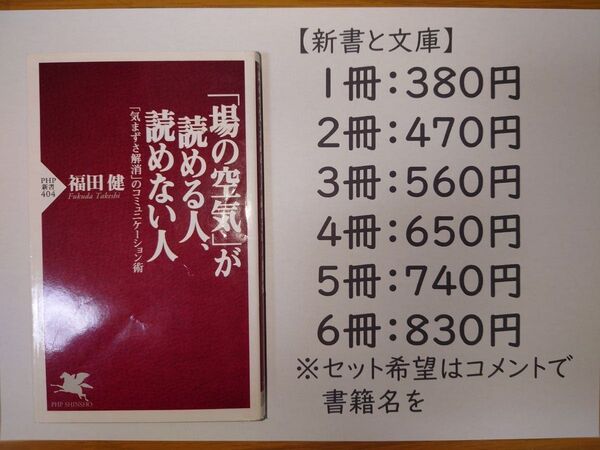 「場の空気」が
読める人、
読めない人
「気まずさ解消」のコミュニケーション術
福田 健
Fukuda Takeshi
PHP
新書
404
PHP SHINSHO
【新書と文庫】
1冊：380円
2冊：470円
3冊：560円
4冊：650円
5冊：740円
6冊：830円
※セット希望はコメントで
書籍名を